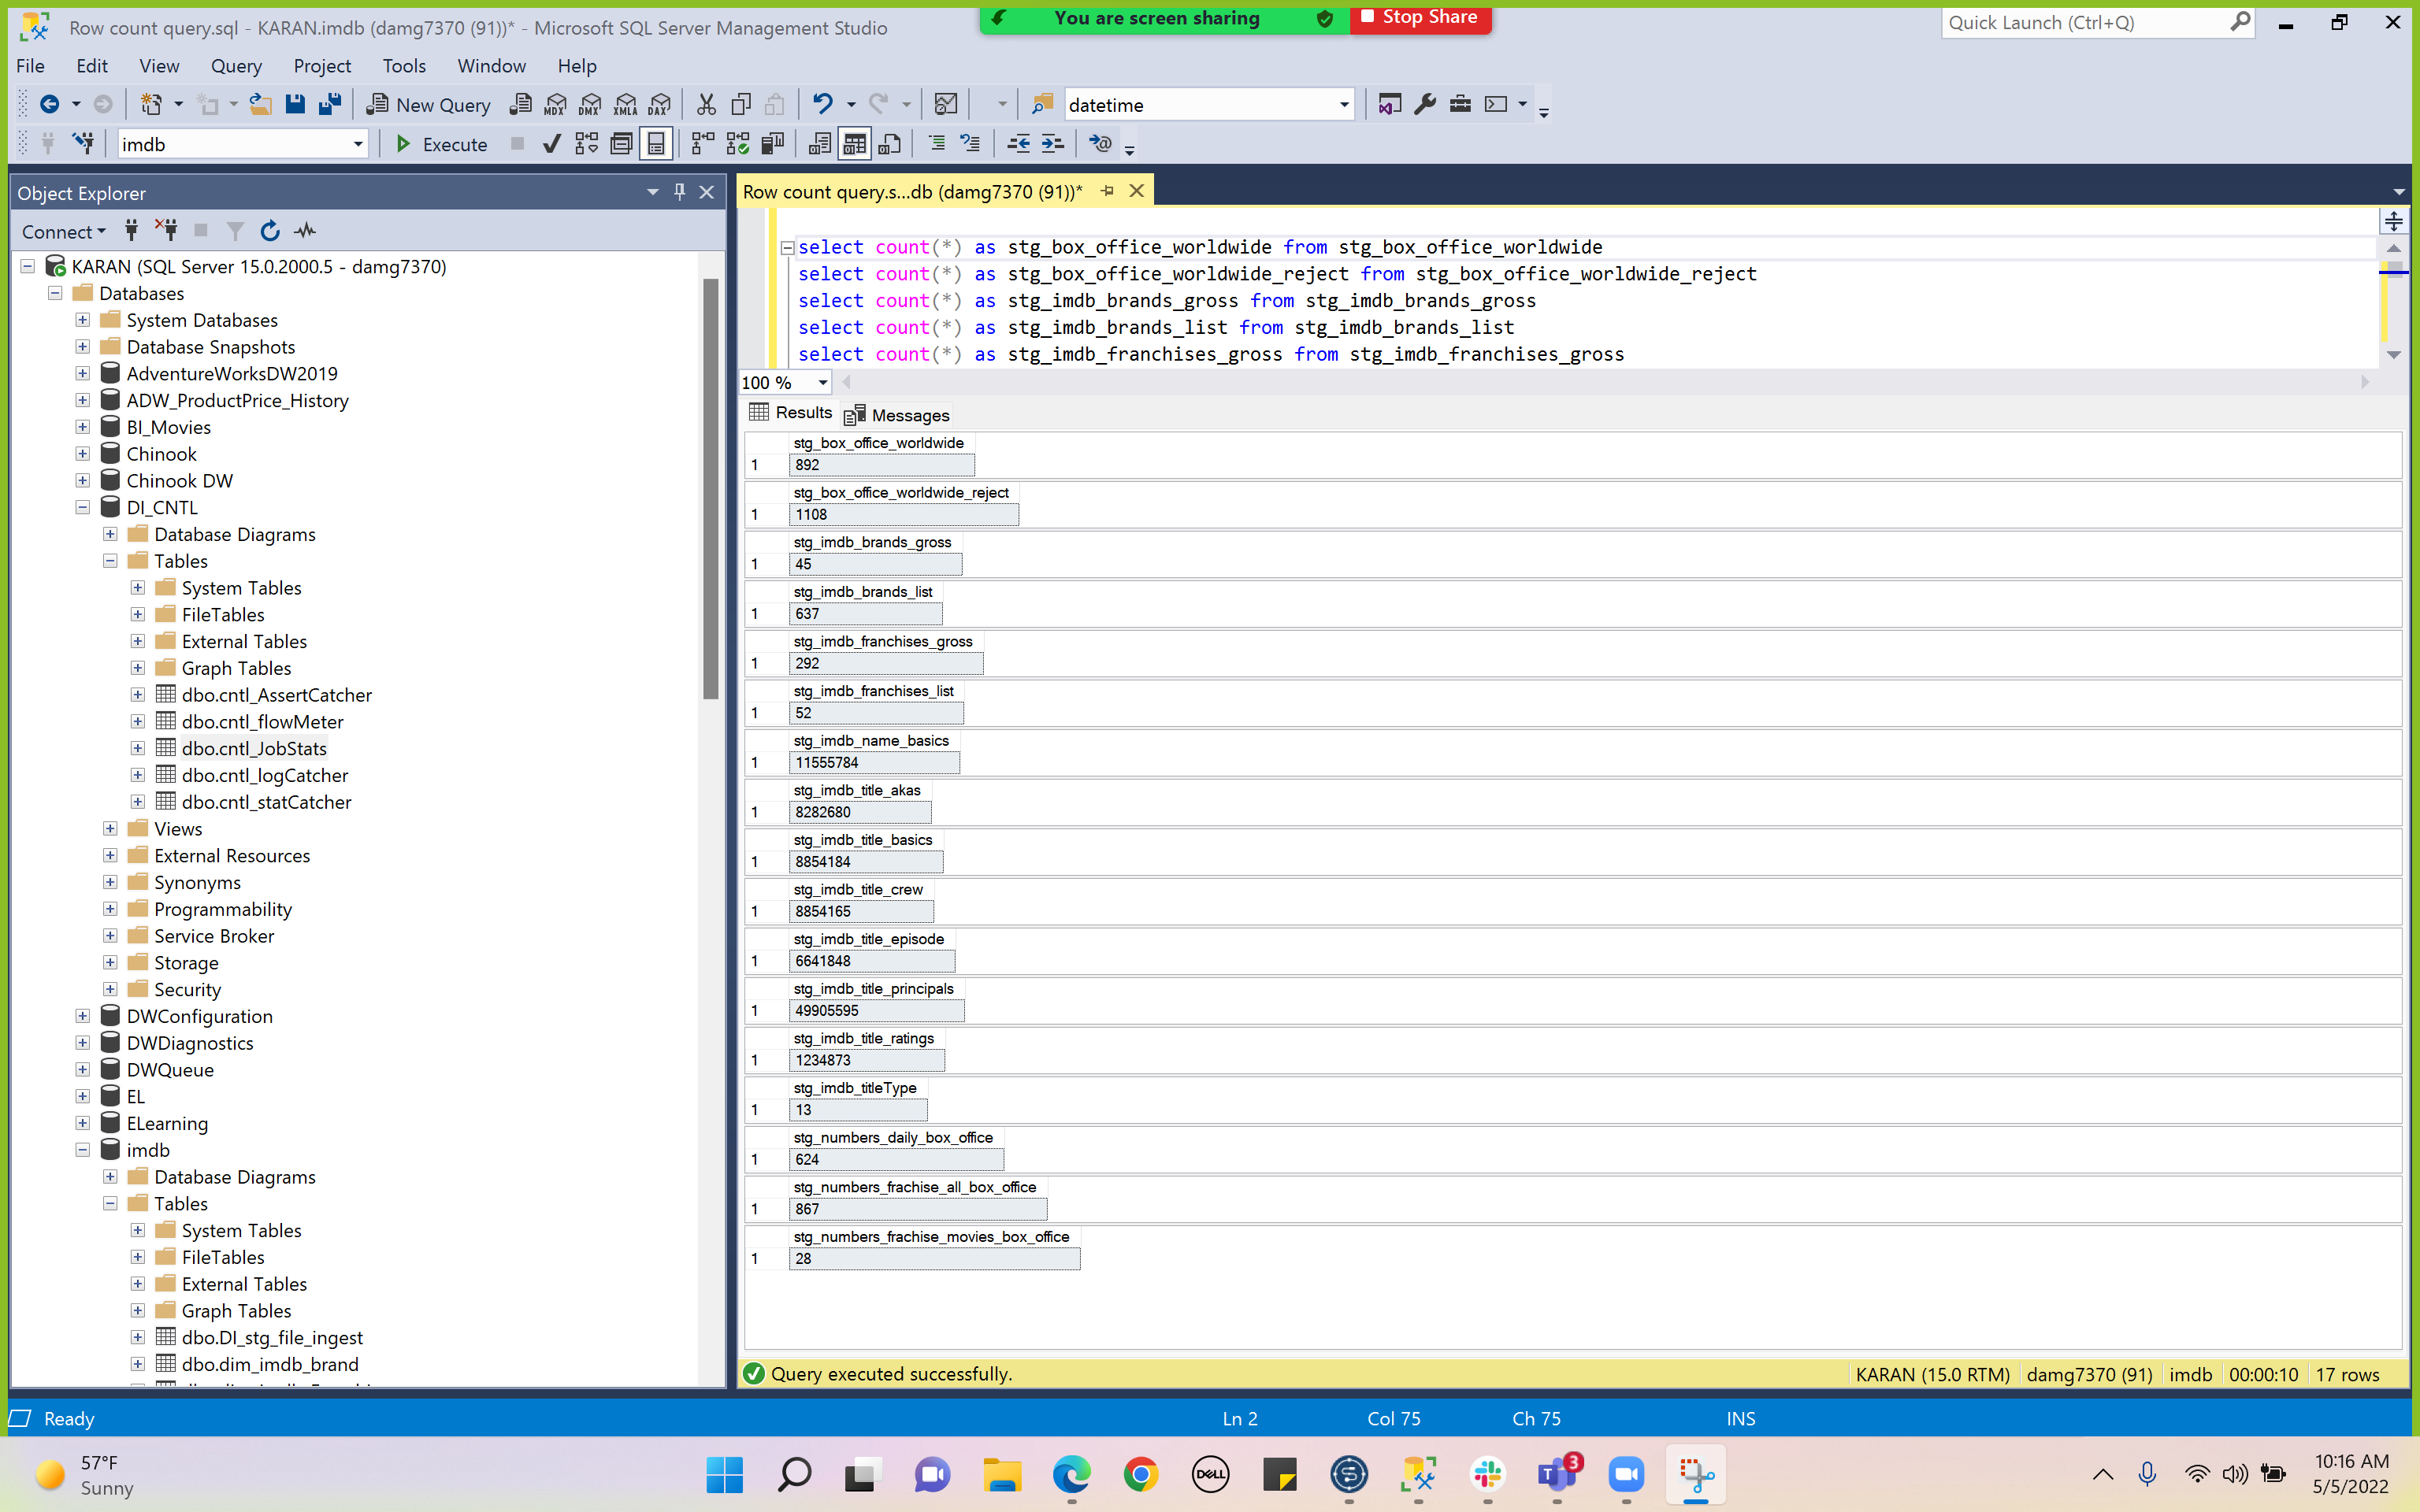 Row count query.sql - KARAN.imdb (damg7370 (91))* - Microsoft SQL Server Management Studio
You are screen sharing
Stop Share
Quick Launch (Ctrl+Q)
File Edit View Query Project Tools Window Help
New Query
MDX DMX XMLA DAX
datetime
imdb
Execute
Object Explorer
Connect
KARAN (SQL Server 15.0.2000.5 - damg7370)
Databases
System Databases
Database Snapshots
AdventureWorksDW2019
ADW_ProductPrice_History
BI_Movies
Chinook
Chinook DW
DI_CNTL
Database Diagrams
Tables
System Tables
FileTables
External Tables
Graph Tables
dbo.cntl_AssertCatcher
dbo.cntl_flowMeter
dbo.cntl_JobStats
dbo.cntl_logCatcher
dbo.cntl_statCatcher
Views
External Resources
Synonyms
Programmability
Service Broker
Storage
Security
DWConfiguration
DWDiagnostics
DWQueue
EL
ELearning
imdb
Database Diagrams
Tables
System Tables
FileTables
External Tables
Graph Tables
dbo.DI_stg_file_ingest
dbo.dim_imdb_brand
Row count query.s...db (damg7370 (91))*
select count(*) as stg_box_office_worldwide from stg_box_office_worldwide
select count(*) as stg_box_office_worldwide_reject from stg_box_office_worldwide_reject
select count(*) as stg_imdb_brands_gross from stg_imdb_brands_gross
select count(*) as stg_imdb_brands_list from stg_imdb_brands_list
select count(*) as stg_imdb_franchises_gross from stg_imdb_franchises_gross
100 %
Results Messages
stg_box_office_worldwide
1 892
stg_box_office_worldwide_reject
1 1108
stg_imdb_brands_gross
1 45
stg_imdb_brands_list
1 637
stg_imdb_franchises_gross
1 292
stg_imdb_franchises_list
1 52
stg_imdb_name_basics
1 11555784
stg_imdb_title_akas
1 8282680
stg_imdb_title_basics
1 8854184
stg_imdb_title_crew
1 8854165
stg_imdb_title_episode
1 6641848
stg_imdb_title_principals
1 49905595
stg_imdb_title_ratings
1 1234873
stg_imdb_titleType
1 13
stg_numbers_daily_box_office
1 624
stg_numbers_frachise_all_box_office
1 867
stg_numbers_frachise_movies_box_office
1 28
Query executed successfully.
KARAN (15.0 RTM) damg7370 (91) imdb 00:00:10 17 rows
Ready
Ln 2 Col 75 Ch 75 INS
57°F
Sunny
DELL
3
10:16 AM
5/5/2022